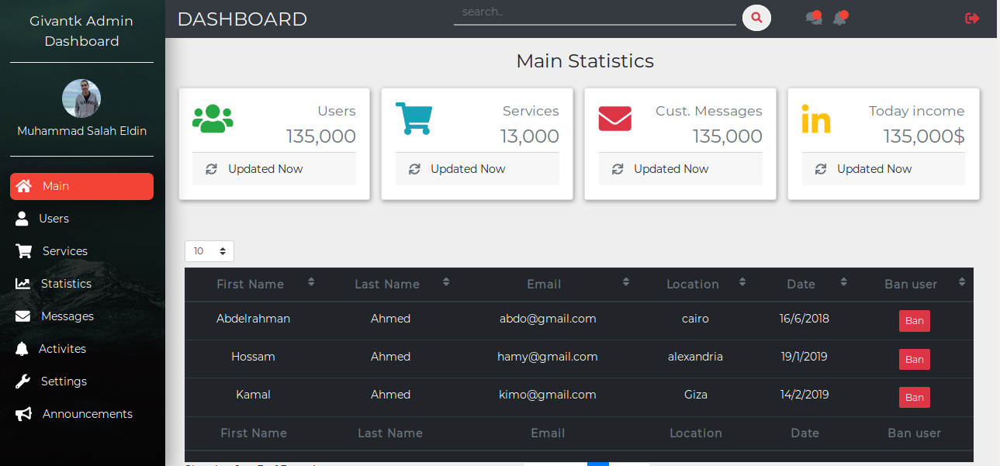 Givantk Admin
Dashboard
Muhammad Salah Eldin
Main
Users
Services
Statistics
Messages
Activites
Settings
Announcements
DASHBOARD
search..
Main Statistics
Users
135,000
Updated Now
Services
13,000
Updated Now
Cust. Messages
135,000
Updated Now
in
Today income
135,000$
Updated Now
10
First Name Last Name Email Location Date Ban user
Abdelrahman Ahmed abdo@gmail.com cairo 16/6/2018 Ban
Hossam Ahmed hamy@gmail.com alexandria 19/1/2019 Ban
Kamal Ahmed kimo@gmail.com Giza 14/2/2019 Ban
First Name Last Name Email Location Date Ban user